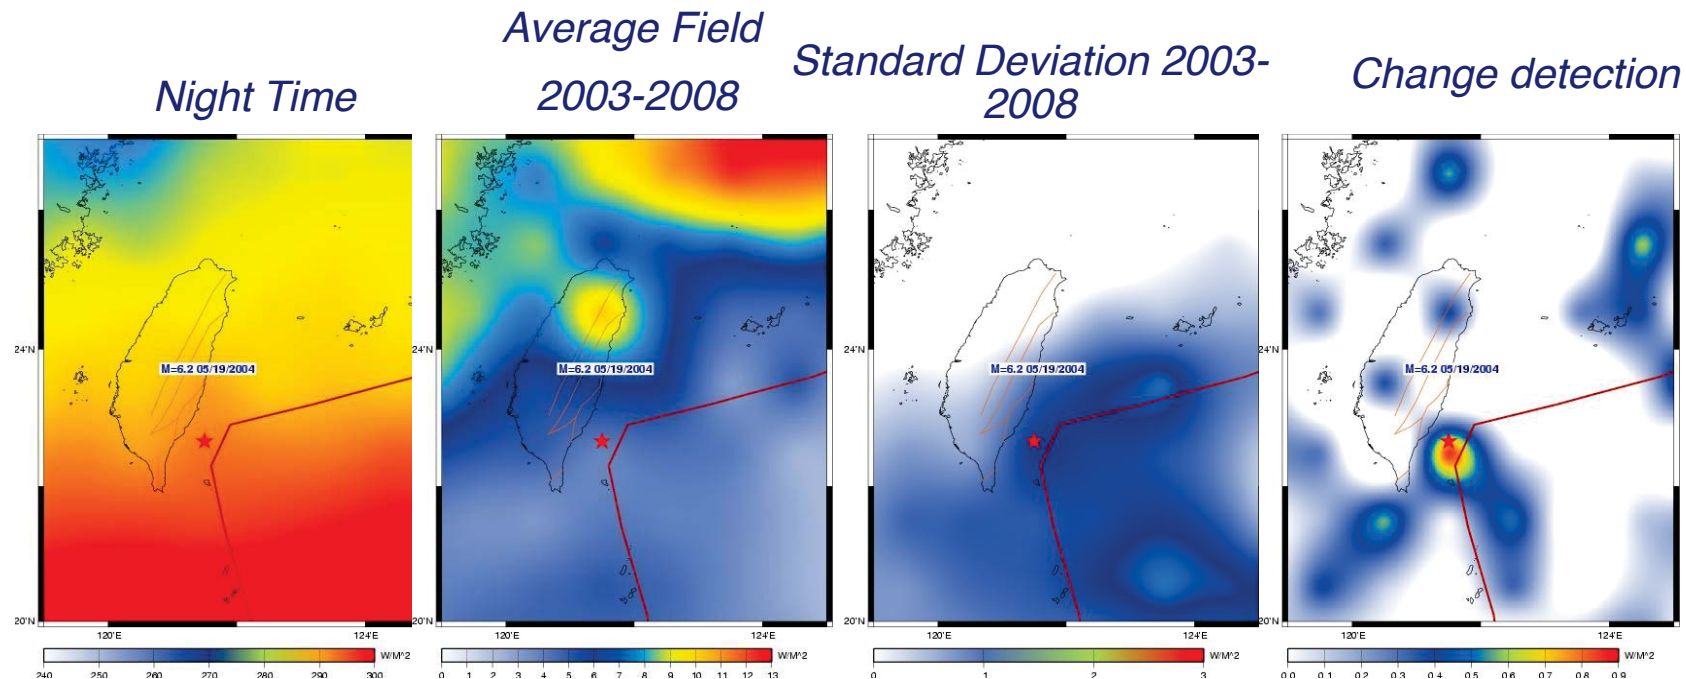 Night Time
Average Field
2003-2008
Standard Deviation 2003-
2008
Change detection
24'N
M=6.2 05/19/2004
20'N
120'E
124'E
240 250 260 270 280 290 300 W/M^2
24'N
M=6.2 05/19/2004
20'N
120'E
124'E
0 1 2 3 4 5 6 7 8 9 10 11 12 13 W/M^2
24'N
M=6.2 05/19/2004
20'N
120'E
124'E
0 1 2 3 W/M^2
24'N
M=6.2 05/19/2004
20'N
120'E
124'E
0.0 0.1 0.2 0.3 0.4 0.5 0.6 0.7 0.8 0.9 W/M^2